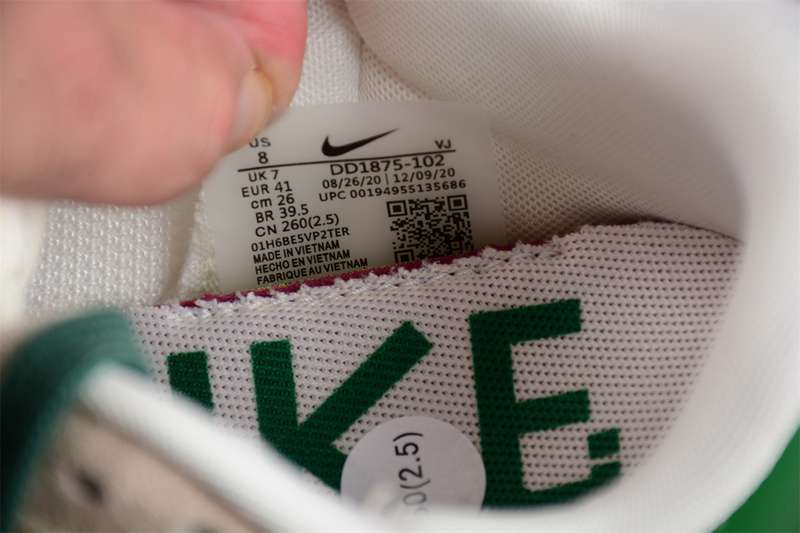 US
8
UK 7
EUR 41
cm 26
BR 39.5
CN 260(2.5)
01H6BE5VP2TER
MADE IN VIETNAM
HECHO EN VIETNAM
FABRIQUE AU VIETNAM
VJ
DD1875-102
08/26/20 | 12/09/20
UPC 00194955135686
IKE
0(2.5)